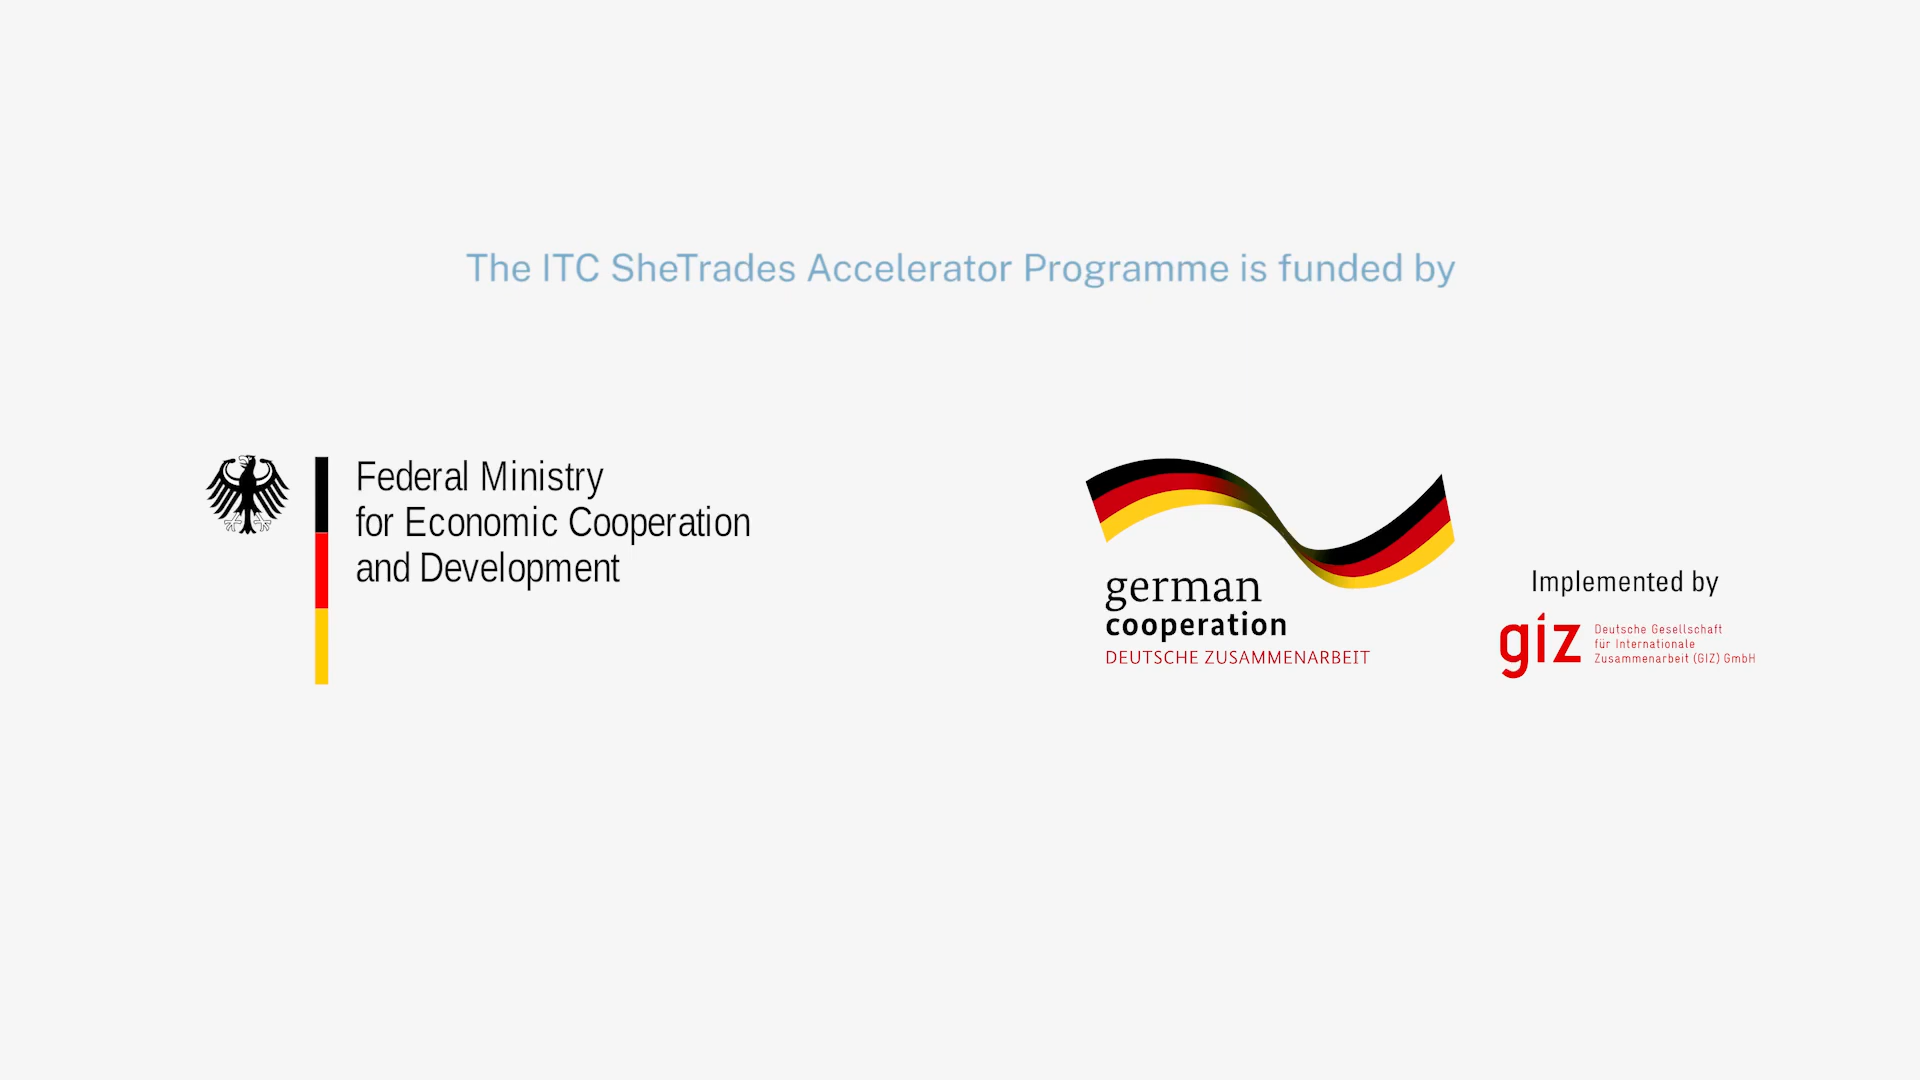 The ITC SheTrades Accelerator Programme is funded by
Federal Ministry
for Economic Cooperation
and Development
german
cooperation
DEUTSCHE ZUSAMMENARBEIT
Implemented by
giz
Deutsche Gesellschaft
für Internationale
Zusammenarbeit (GIZ) GmbH